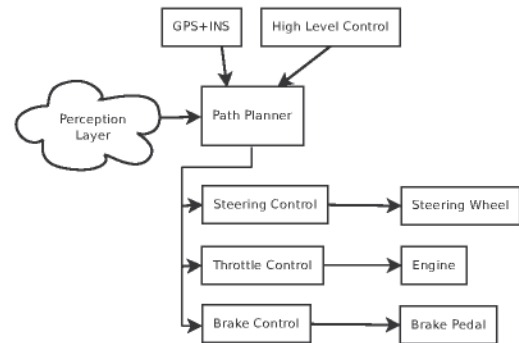 GPS+INS
High Level Control
Perception
Layer
Path Planner
Steering Control
Steering Wheel
Throttle Control
Engine
Brake Control
Brake Pedal